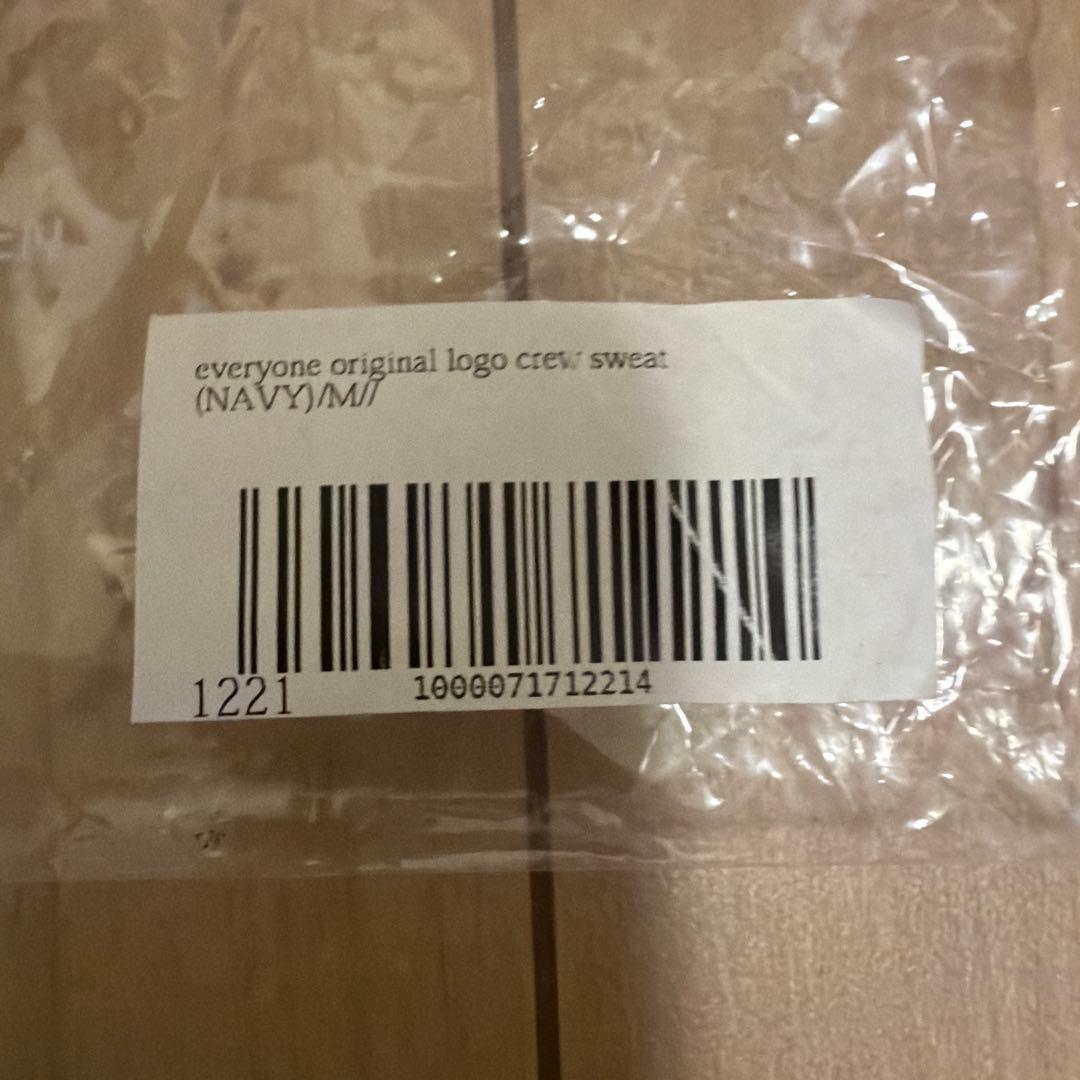 everyone original logo crew sweat
(NAVY)/M//
1221
1000071712214